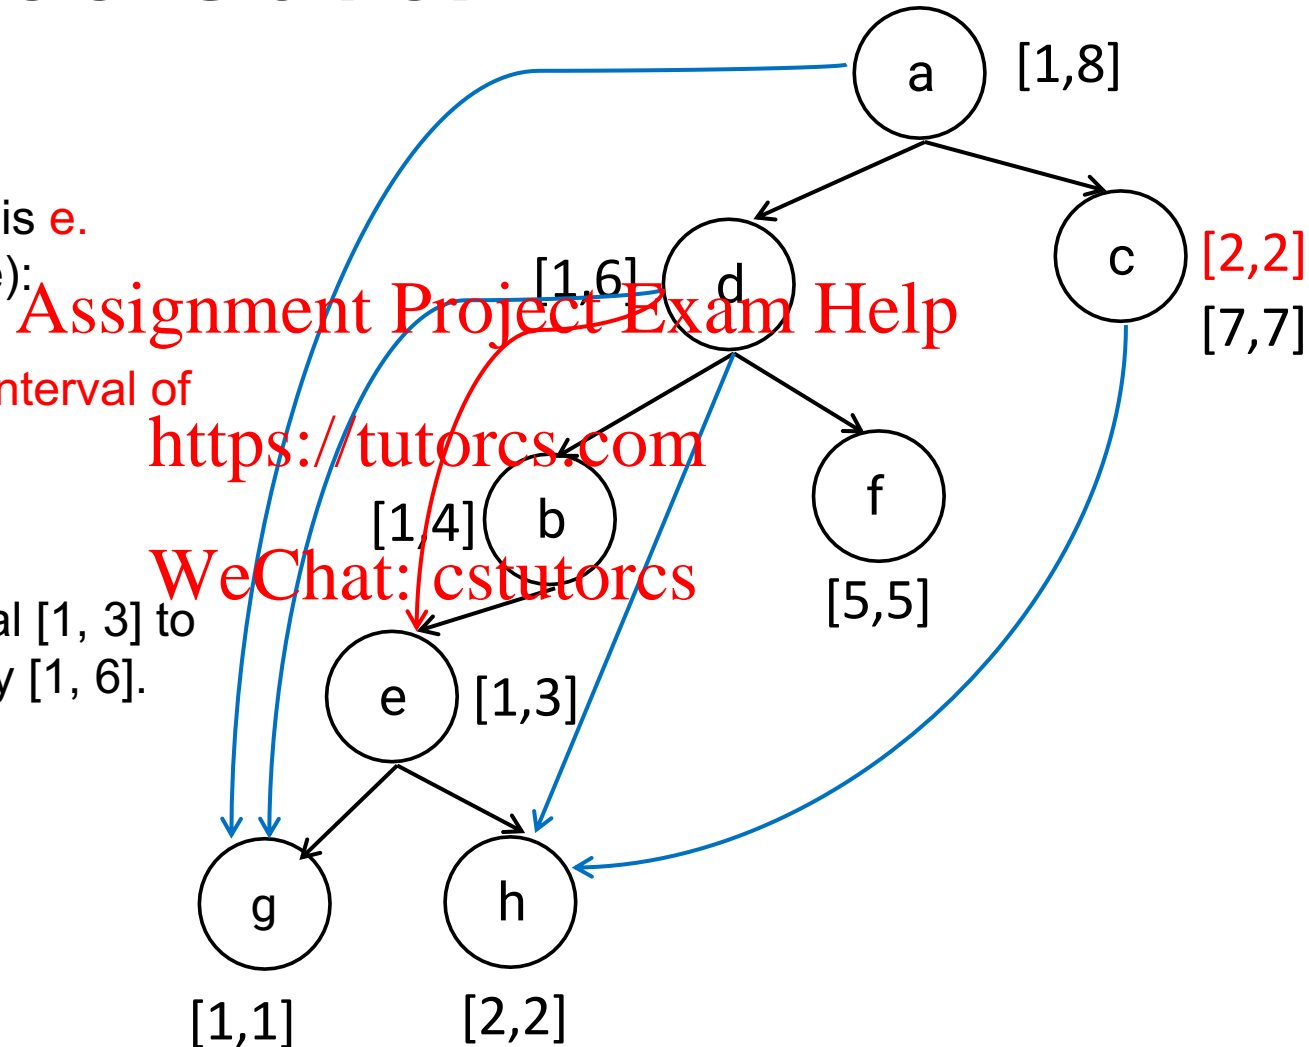 a [1,8]
is e.
c [2,2]
e):
[1,6] d
Assignment Project Exam Help
[7,7]
nterval of
https://tutorcs.com
f
[1,4] b
WeChat: cstutorcs
[5,5]
al [1, 3] to
y [1, 6].
e [1,3]
g h
[1,1] [2,2]